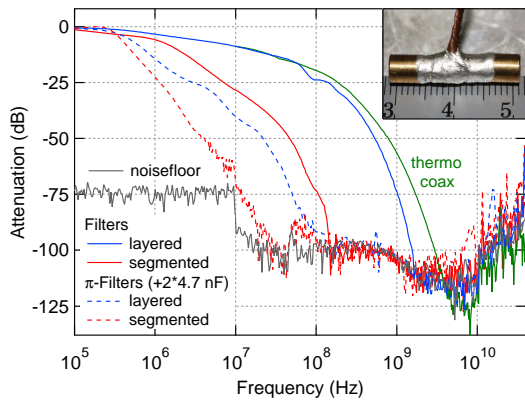 0
-25
-50
-75
-100
-125
Attenuation (dB)
3 4 5
thermo
coax
noisefloor
Filters
layered
segmented
π-Filters (+2*4.7 nF)
layered
segmented
10^5 10^6 10^7 10^8 10^9 10^10
Frequency (Hz)